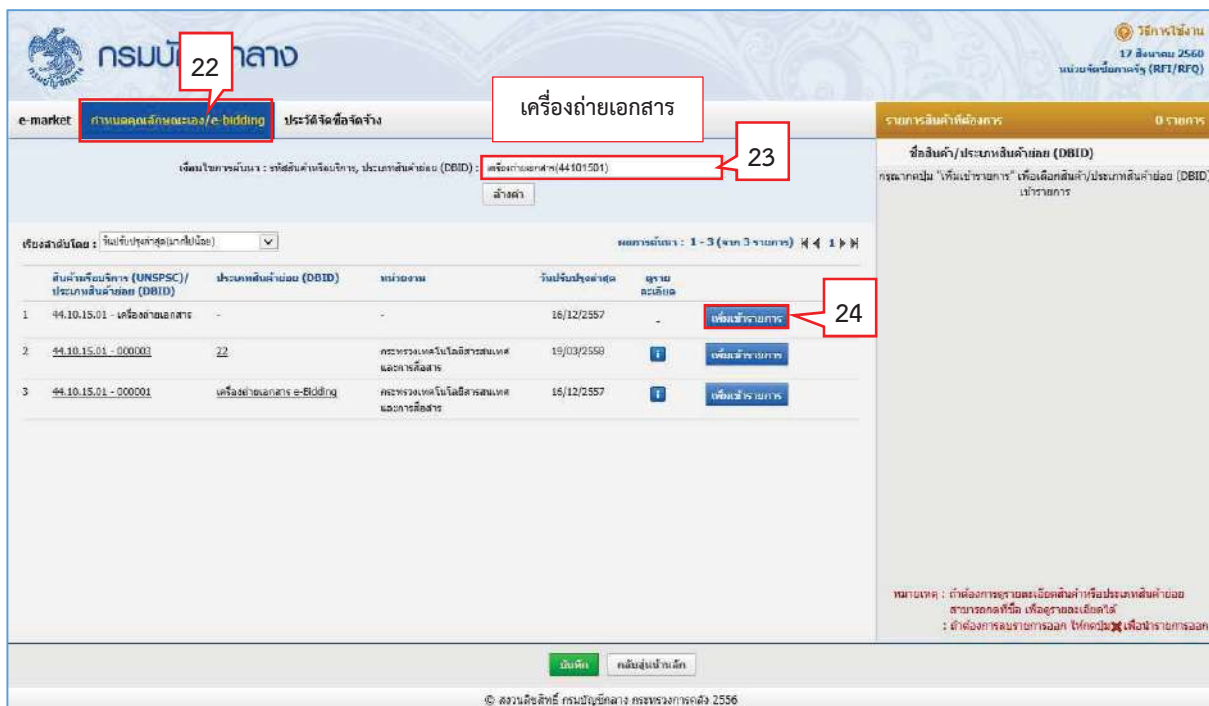 กรมบัญชีกลาง
22
วิธีการใช้งาน
17 สิงหาคม 2560
หน่วยจัดซื้อภาครัฐ (RFI/RFQ)
e-market กำหนดคุณลักษณะเอง/e-bidding ประวัติจัดซื้อจัดจ้าง
เครื่องถ่ายเอกสาร
รายการสินค้าที่ต้องการ 0 รายการ
เงื่อนไขการค้นหา : รหัสสินค้าหรือบริการ, ประเภทสินค้าย่อย (DBID) : เครื่องถ่ายเอกสาร(44101501)
23
ล้างค่า
ชื่อสินค้า/ประเภทสินค้าย่อย (DBID)
กรุณากดปุ่ม "เพิ่มเข้ารายการ" เพื่อเลือกสินค้า/ประเภทสินค้าย่อย (DBID)
เข้ารายการ
เรียงลำดับโดย : วันปรับปรุงล่าสุด(มากไปน้อย)
ผลการค้นหา : 1 - 3 (จาก 3 รายการ) 1
สินค้าหรือบริการ (UNSPSC)/ ประเภทสินค้าย่อย (DBID) หน่วยงาน วันปรับปรุงล่าสุด ดูราย
ประเภทสินค้าย่อย (DBID) ละเอียด
1 44.10.15.01 - เครื่องถ่ายเอกสาร - - 16/12/2557 - เพิ่มเข้ารายการ
24
2 44.10.15.01 - 000003 22 กระทรวงเทคโนโลยีสารสนเทศ 19/03/2558 i เพิ่มเข้ารายการ
และการสื่อสาร
3 44.10.15.01 - 000001 เครื่องถ่ายเอกสาร e-Bidding กระทรวงเทคโนโลยีสารสนเทศ 16/12/2557 i เพิ่มเข้ารายการ
และการสื่อสาร
หมายเหตุ : ถ้าต้องการดูรายละเอียดสินค้าหรือประเภทสินค้าย่อย
สามารถกดที่ชื่อ เพื่อดูรายละเอียดได้
: ถ้าต้องการลบรายการออก ให้กดปุ่ม เพื่อนำรายการออก
บันทึก กลับสู่หน้าหลัก
© สงวนลิขสิทธิ์ กรมบัญชีกลาง กระทรวงการคลัง 2556